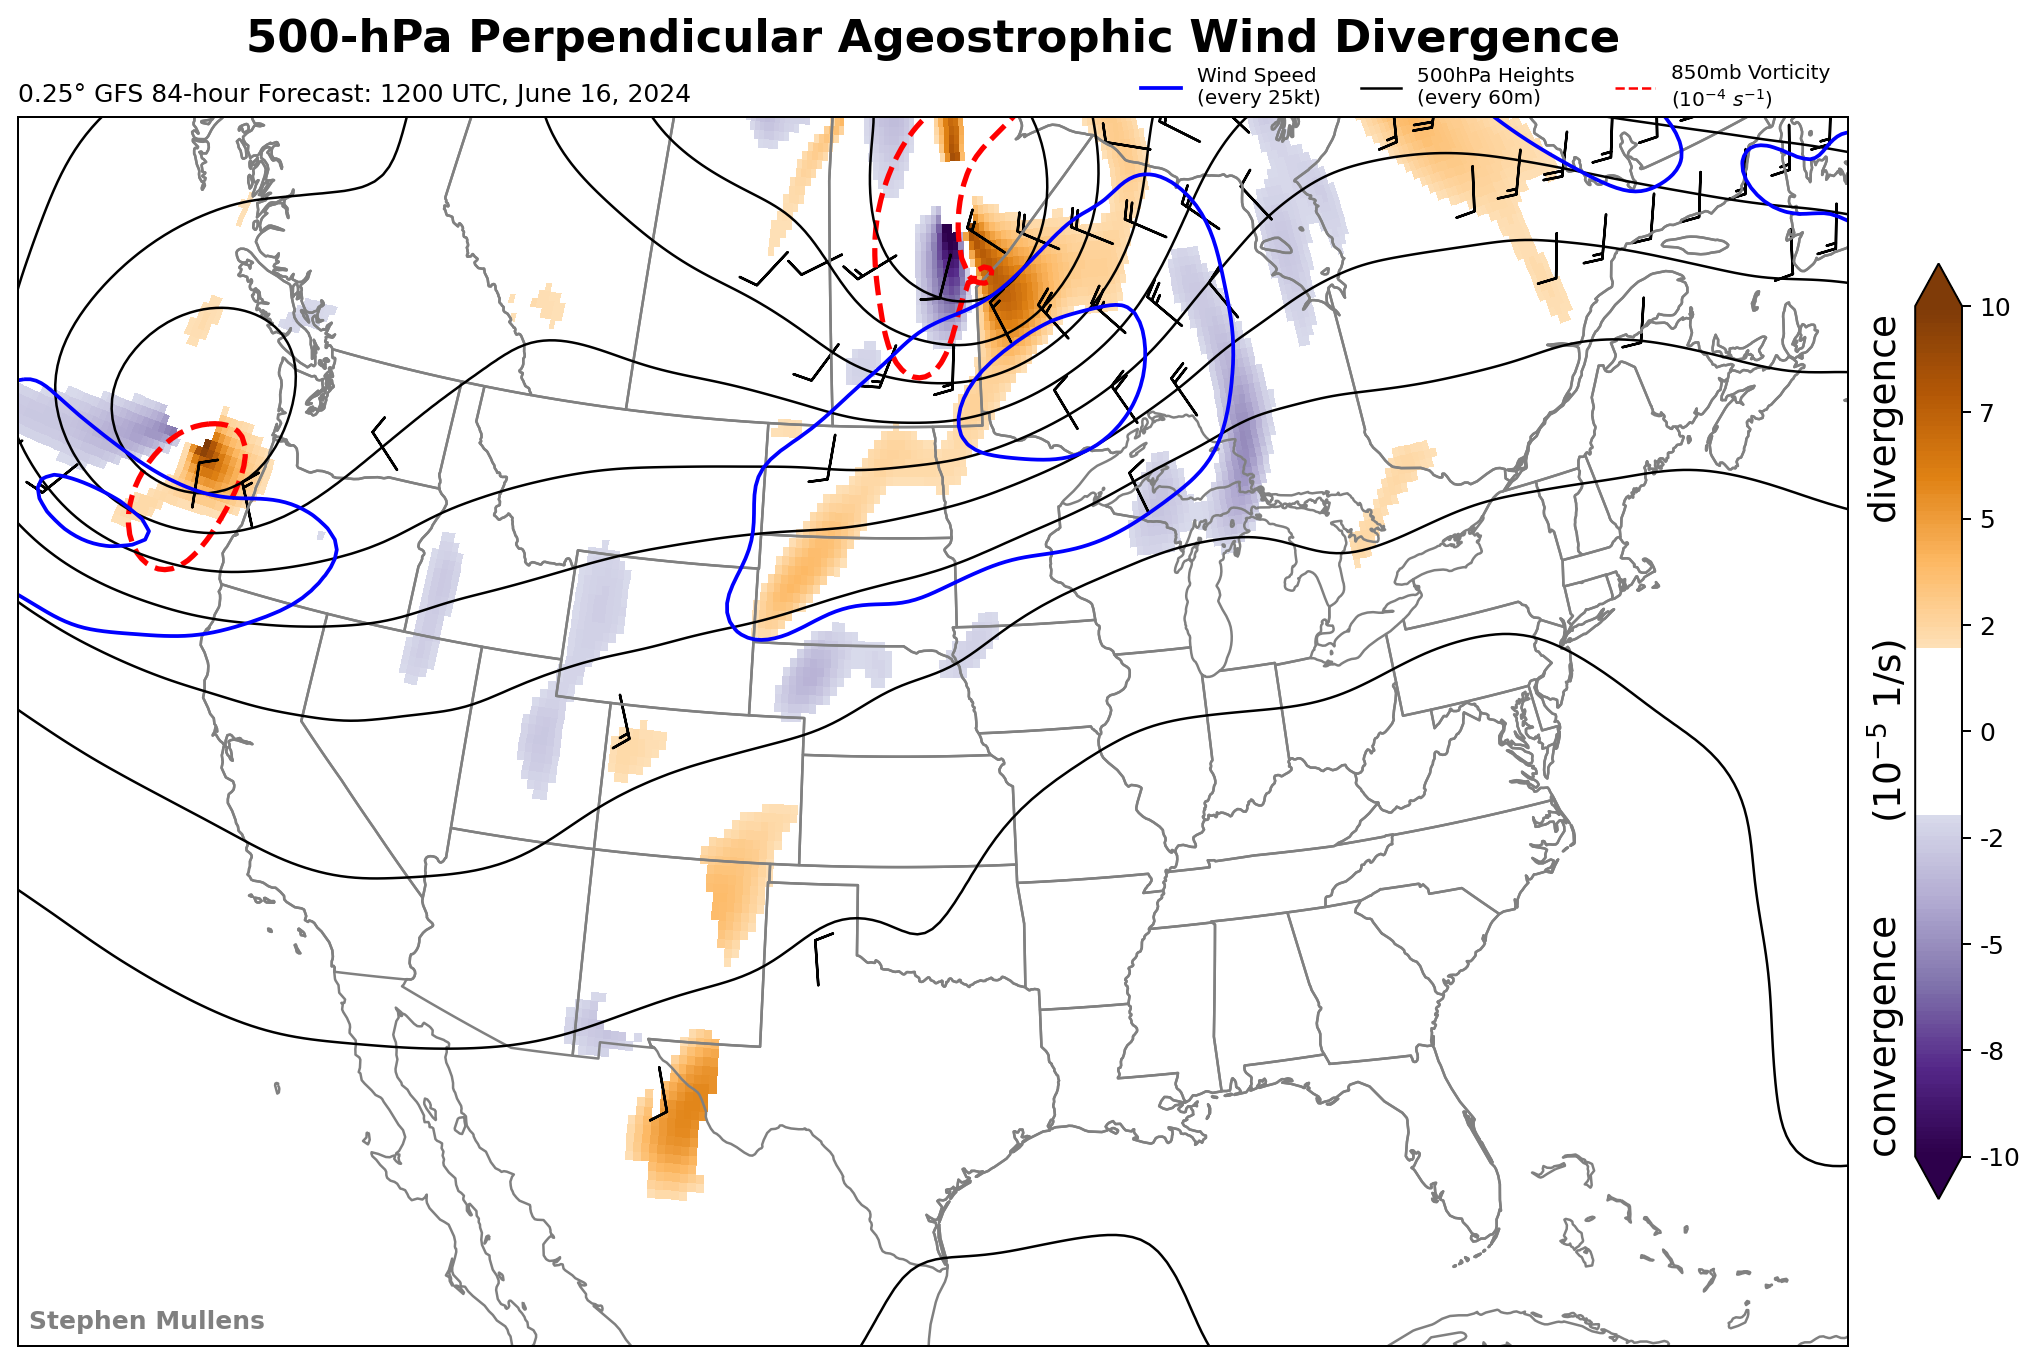 500-hPa Perpendicular Ageostrophic Wind Divergence
0.25° GFS 84-hour Forecast: 1200 UTC, June 16, 2024
Wind Speed
(every 25kt)
500hPa Heights
(every 60m)
850mb Vorticity
(10⁻⁴ s⁻¹)
10
7
5
2
0
-2
-5
-8
-10
convergence (10⁻⁵ 1/s) divergence
Stephen Mullens